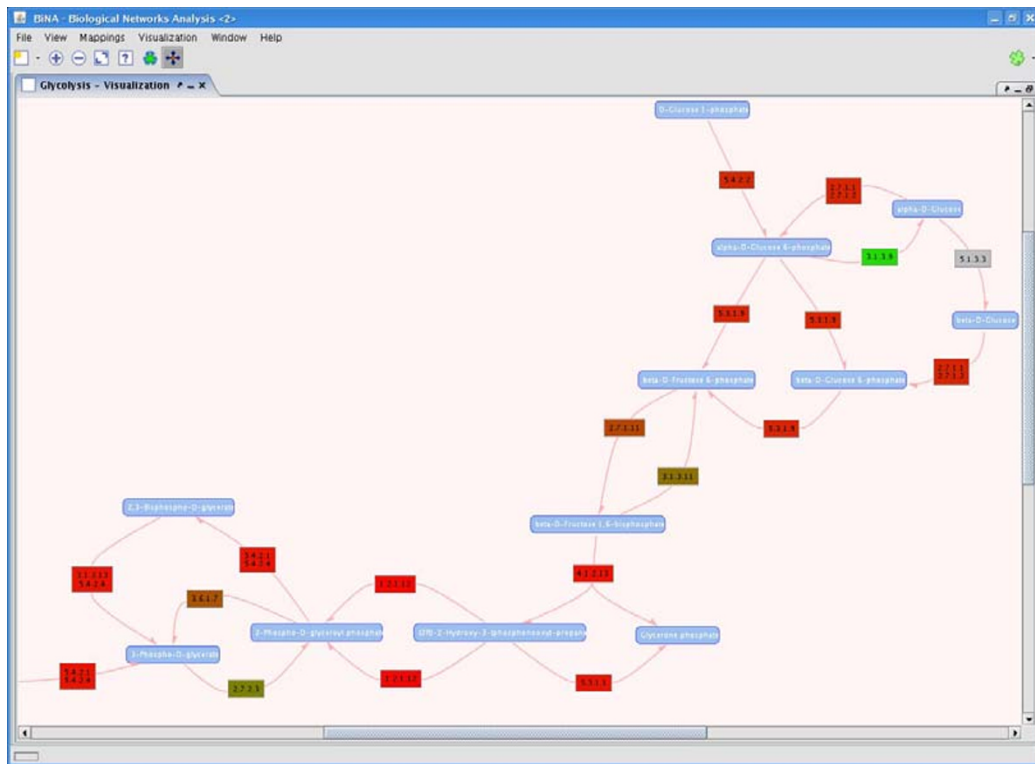 BiNA - Biological Networks Analysis <2>
File View Mappings Visualization Window Help
Glycolysis - Visualization
D-Glucose 1-phosphate
5.4.2.2
2.7.1.1
2.7.1.2
alpha-D-Glucose
alpha-D-Glucose 6-phosphate
3.1.3.9
5.1.3.3
5.3.1.9
5.3.1.9
beta-D-Glucose
beta-D-Fructose 6-phosphate
beta-D-Glucose 6-phosphate
2.7.1.1
2.7.1.2
2.7.1.11
5.3.1.9
3.1.3.11
2,3-Bisphospho-D-glycerate
beta-D-Fructose 1,6-bisphosphate
5.4.2.1
5.4.2.4
3.1.3.13
5.4.2.4
4.1.2.13
1.2.1.12
3.6.1.7
3-Phospho-D-glyceroyl phosphate
(2R)-2-Hydroxy-3-(phosphonooxy)-propana
Glycerone phosphate
3-Phospho-D-glycerate
5.4.2.1
5.4.2.4
2.7.2.3
1.2.1.12
5.3.1.1